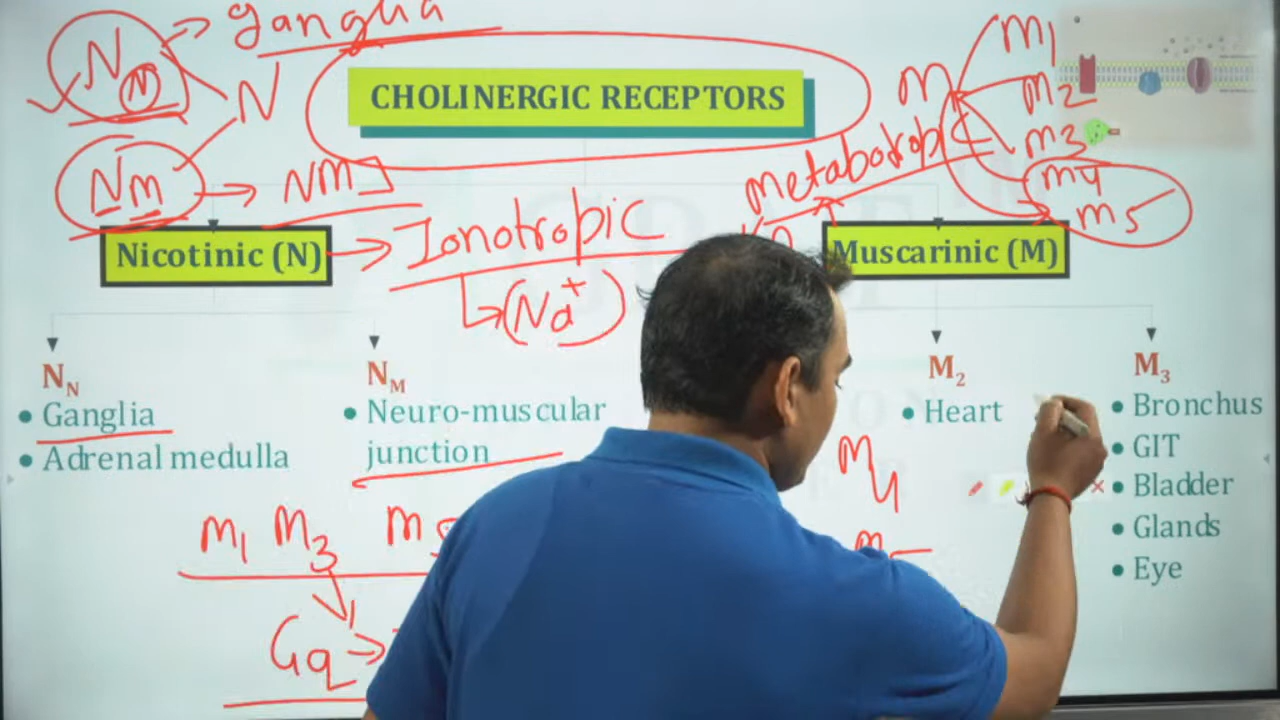 ganglia
N M
N
CHOLINERGIC RECEPTORS
M
M1
M2
M3
M4
M5
Nm → NMJ
metabotropic
Nicotinic (N) → Ionotropic
Muscarinic (M)
(Na+)
NN
• Ganglia
• Adrenal medulla
NM
• Neuro-muscular
junction
M2
• Heart
M3
• Bronchus
• GIT
• Bladder
• Glands
• Eye
M4
M1 M3
Gq →